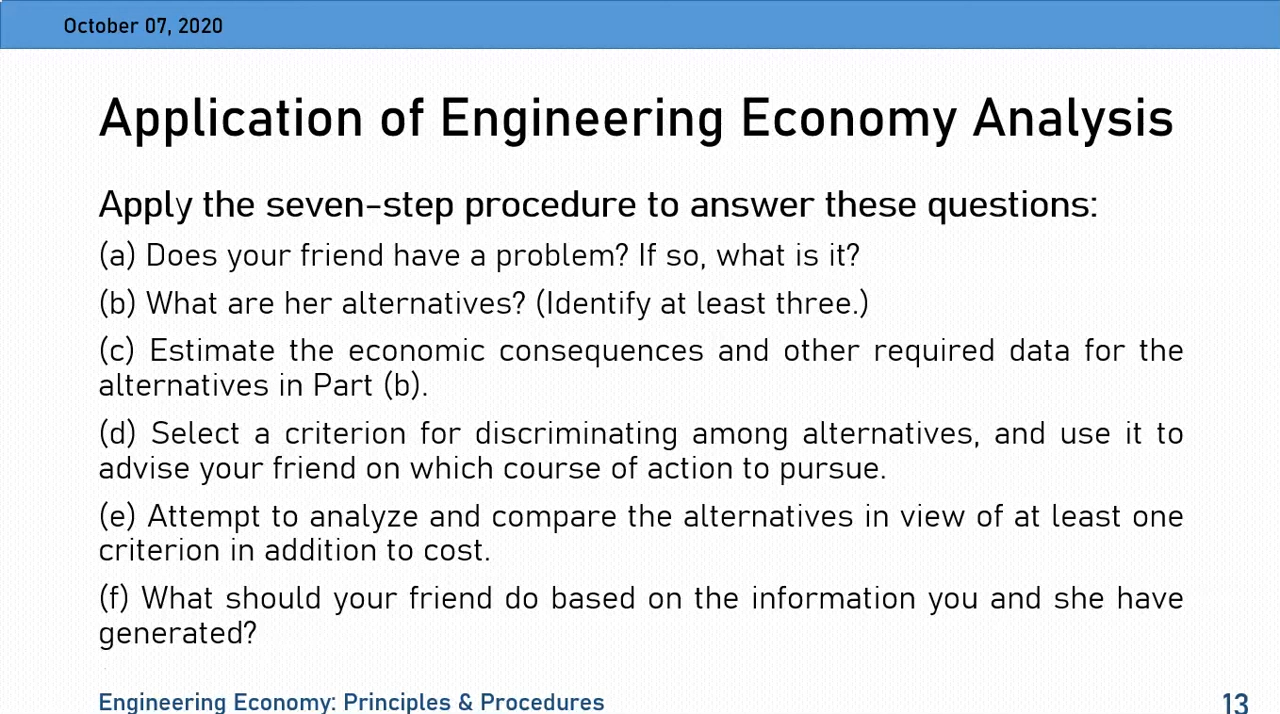 October 07, 2020
Application of Engineering Economy Analysis
Apply the seven-step procedure to answer these questions:
(a) Does your friend have a problem? If so, what is it?
(b) What are her alternatives? (Identify at least three.)
(c) Estimate the economic consequences and other required data for the
alternatives in Part (b).
(d) Select a criterion for discriminating among alternatives, and use it to
advise your friend on which course of action to pursue.
(e) Attempt to analyze and compare the alternatives in view of at least one
criterion in addition to cost.
(f) What should your friend do based on the information you and she have
generated?
Engineering Economy: Principles & Procedures
13